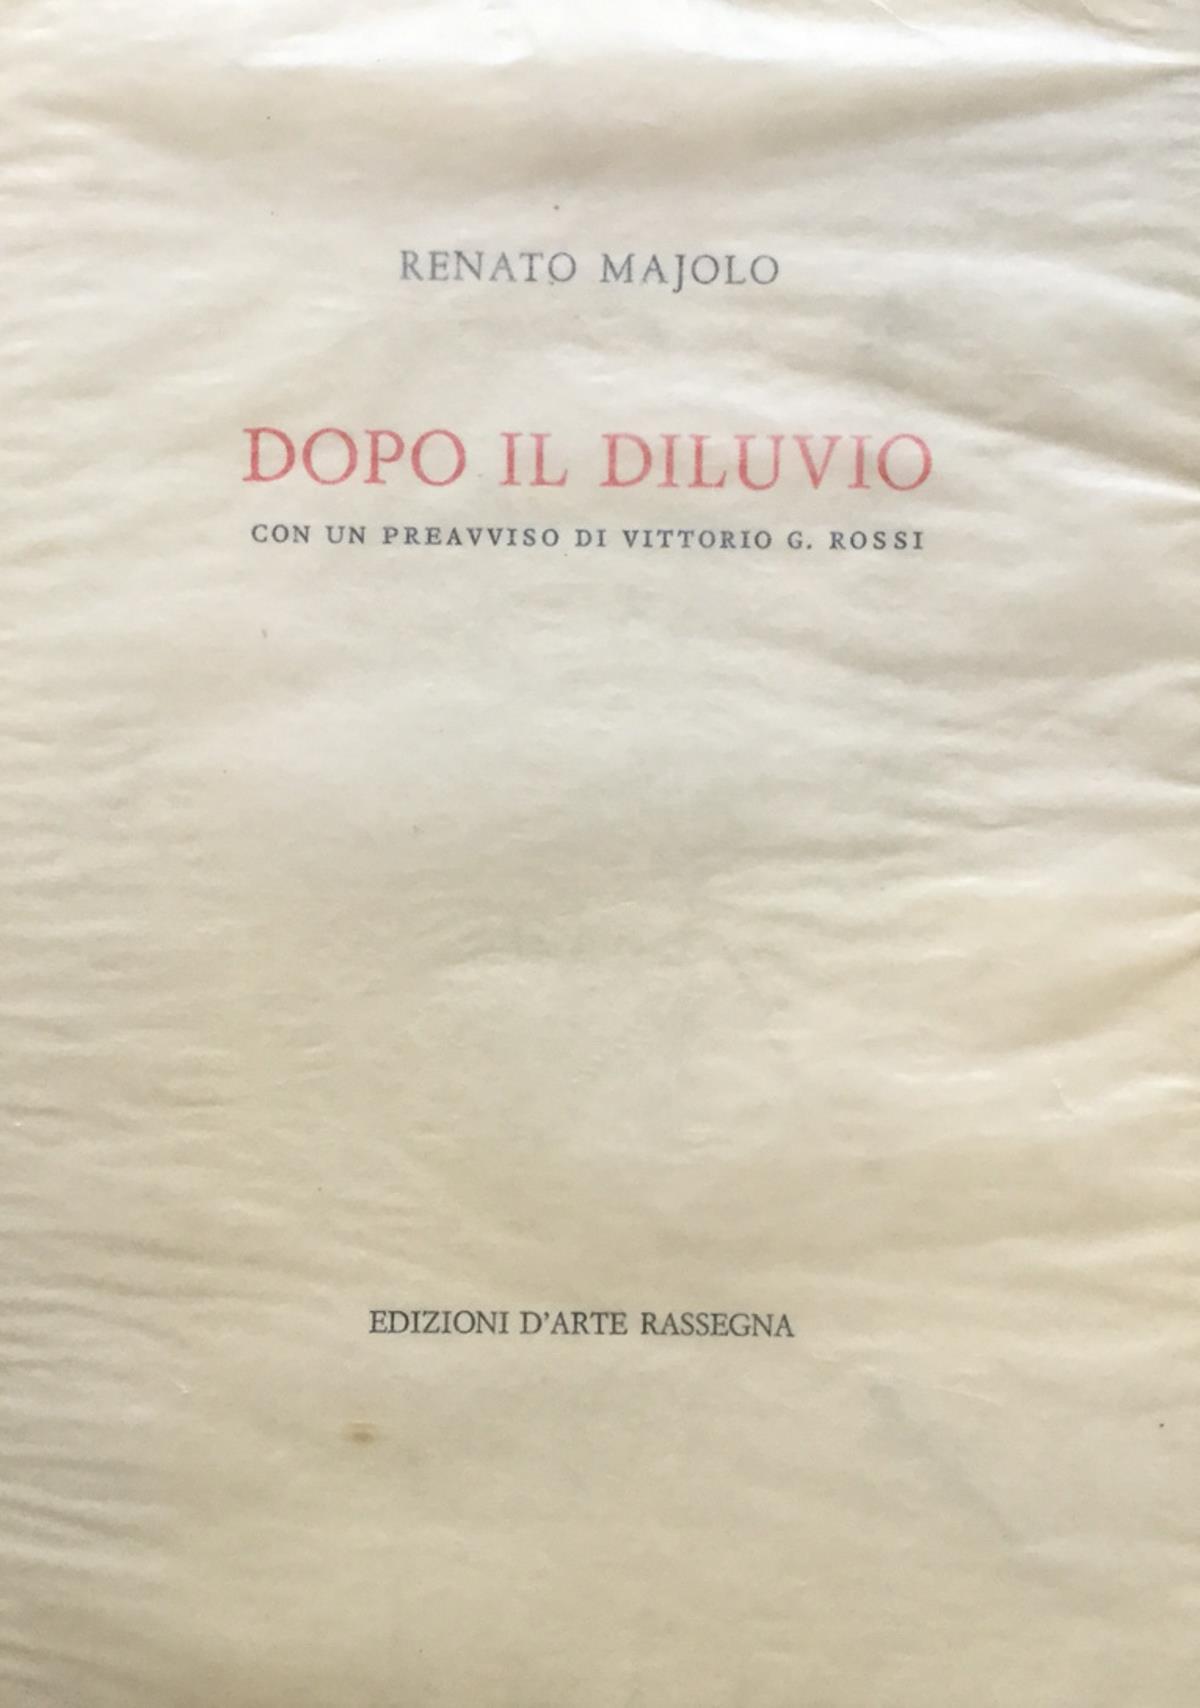 RENATO MAJOLO
DOPO IL DILUVIO
CON UN PREAVVISO DI VITTORIO G. ROSSI
EDIZIONI D'ARTE RASSEGNA